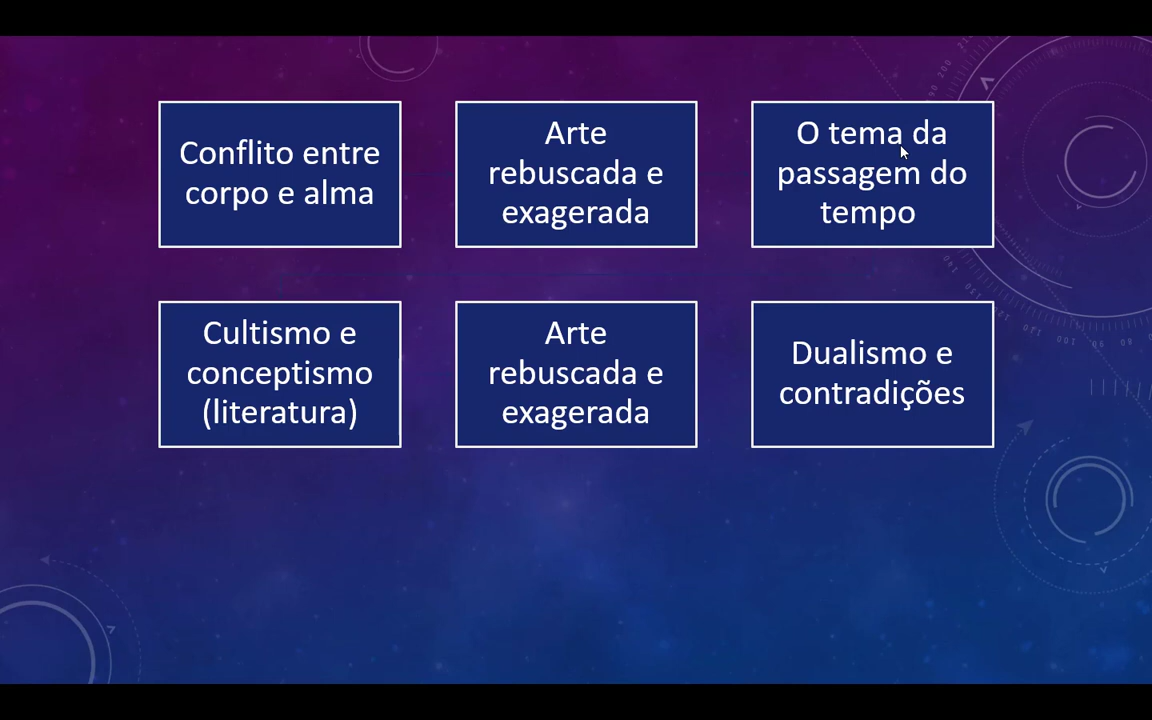 Conflito entre
corpo e alma
Arte
rebuscada e
exagerada
O tema da
passagem do
tempo
Cultismo e
conceptismo
(literatura)
Arte
rebuscada e
exagerada
Dualismo e
contradições